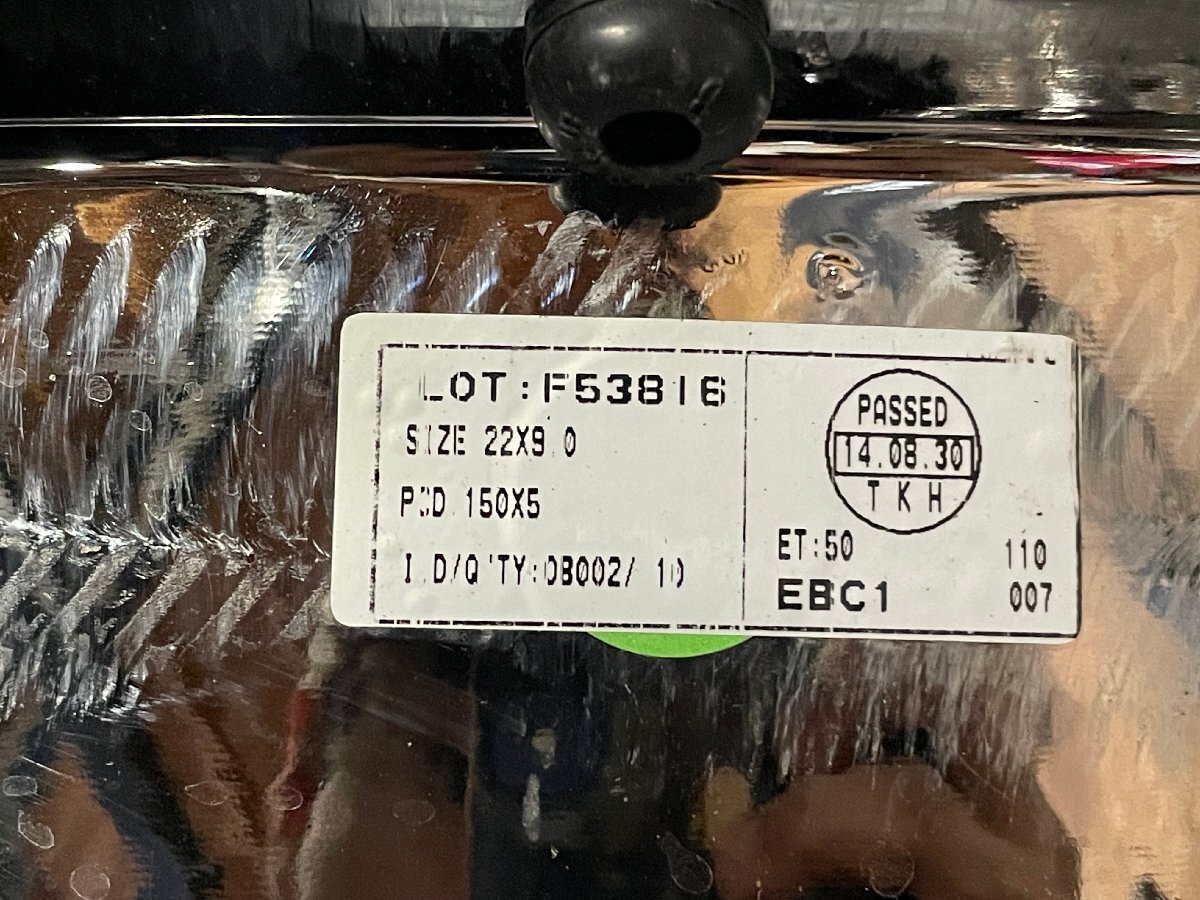 LOT:F53816
SIZE 22X9.0
PCD 150X5
I.D/Q'TY:OB002/ 10
PASSED
14.08.30
TKH
ET:50 110
EBC1 007